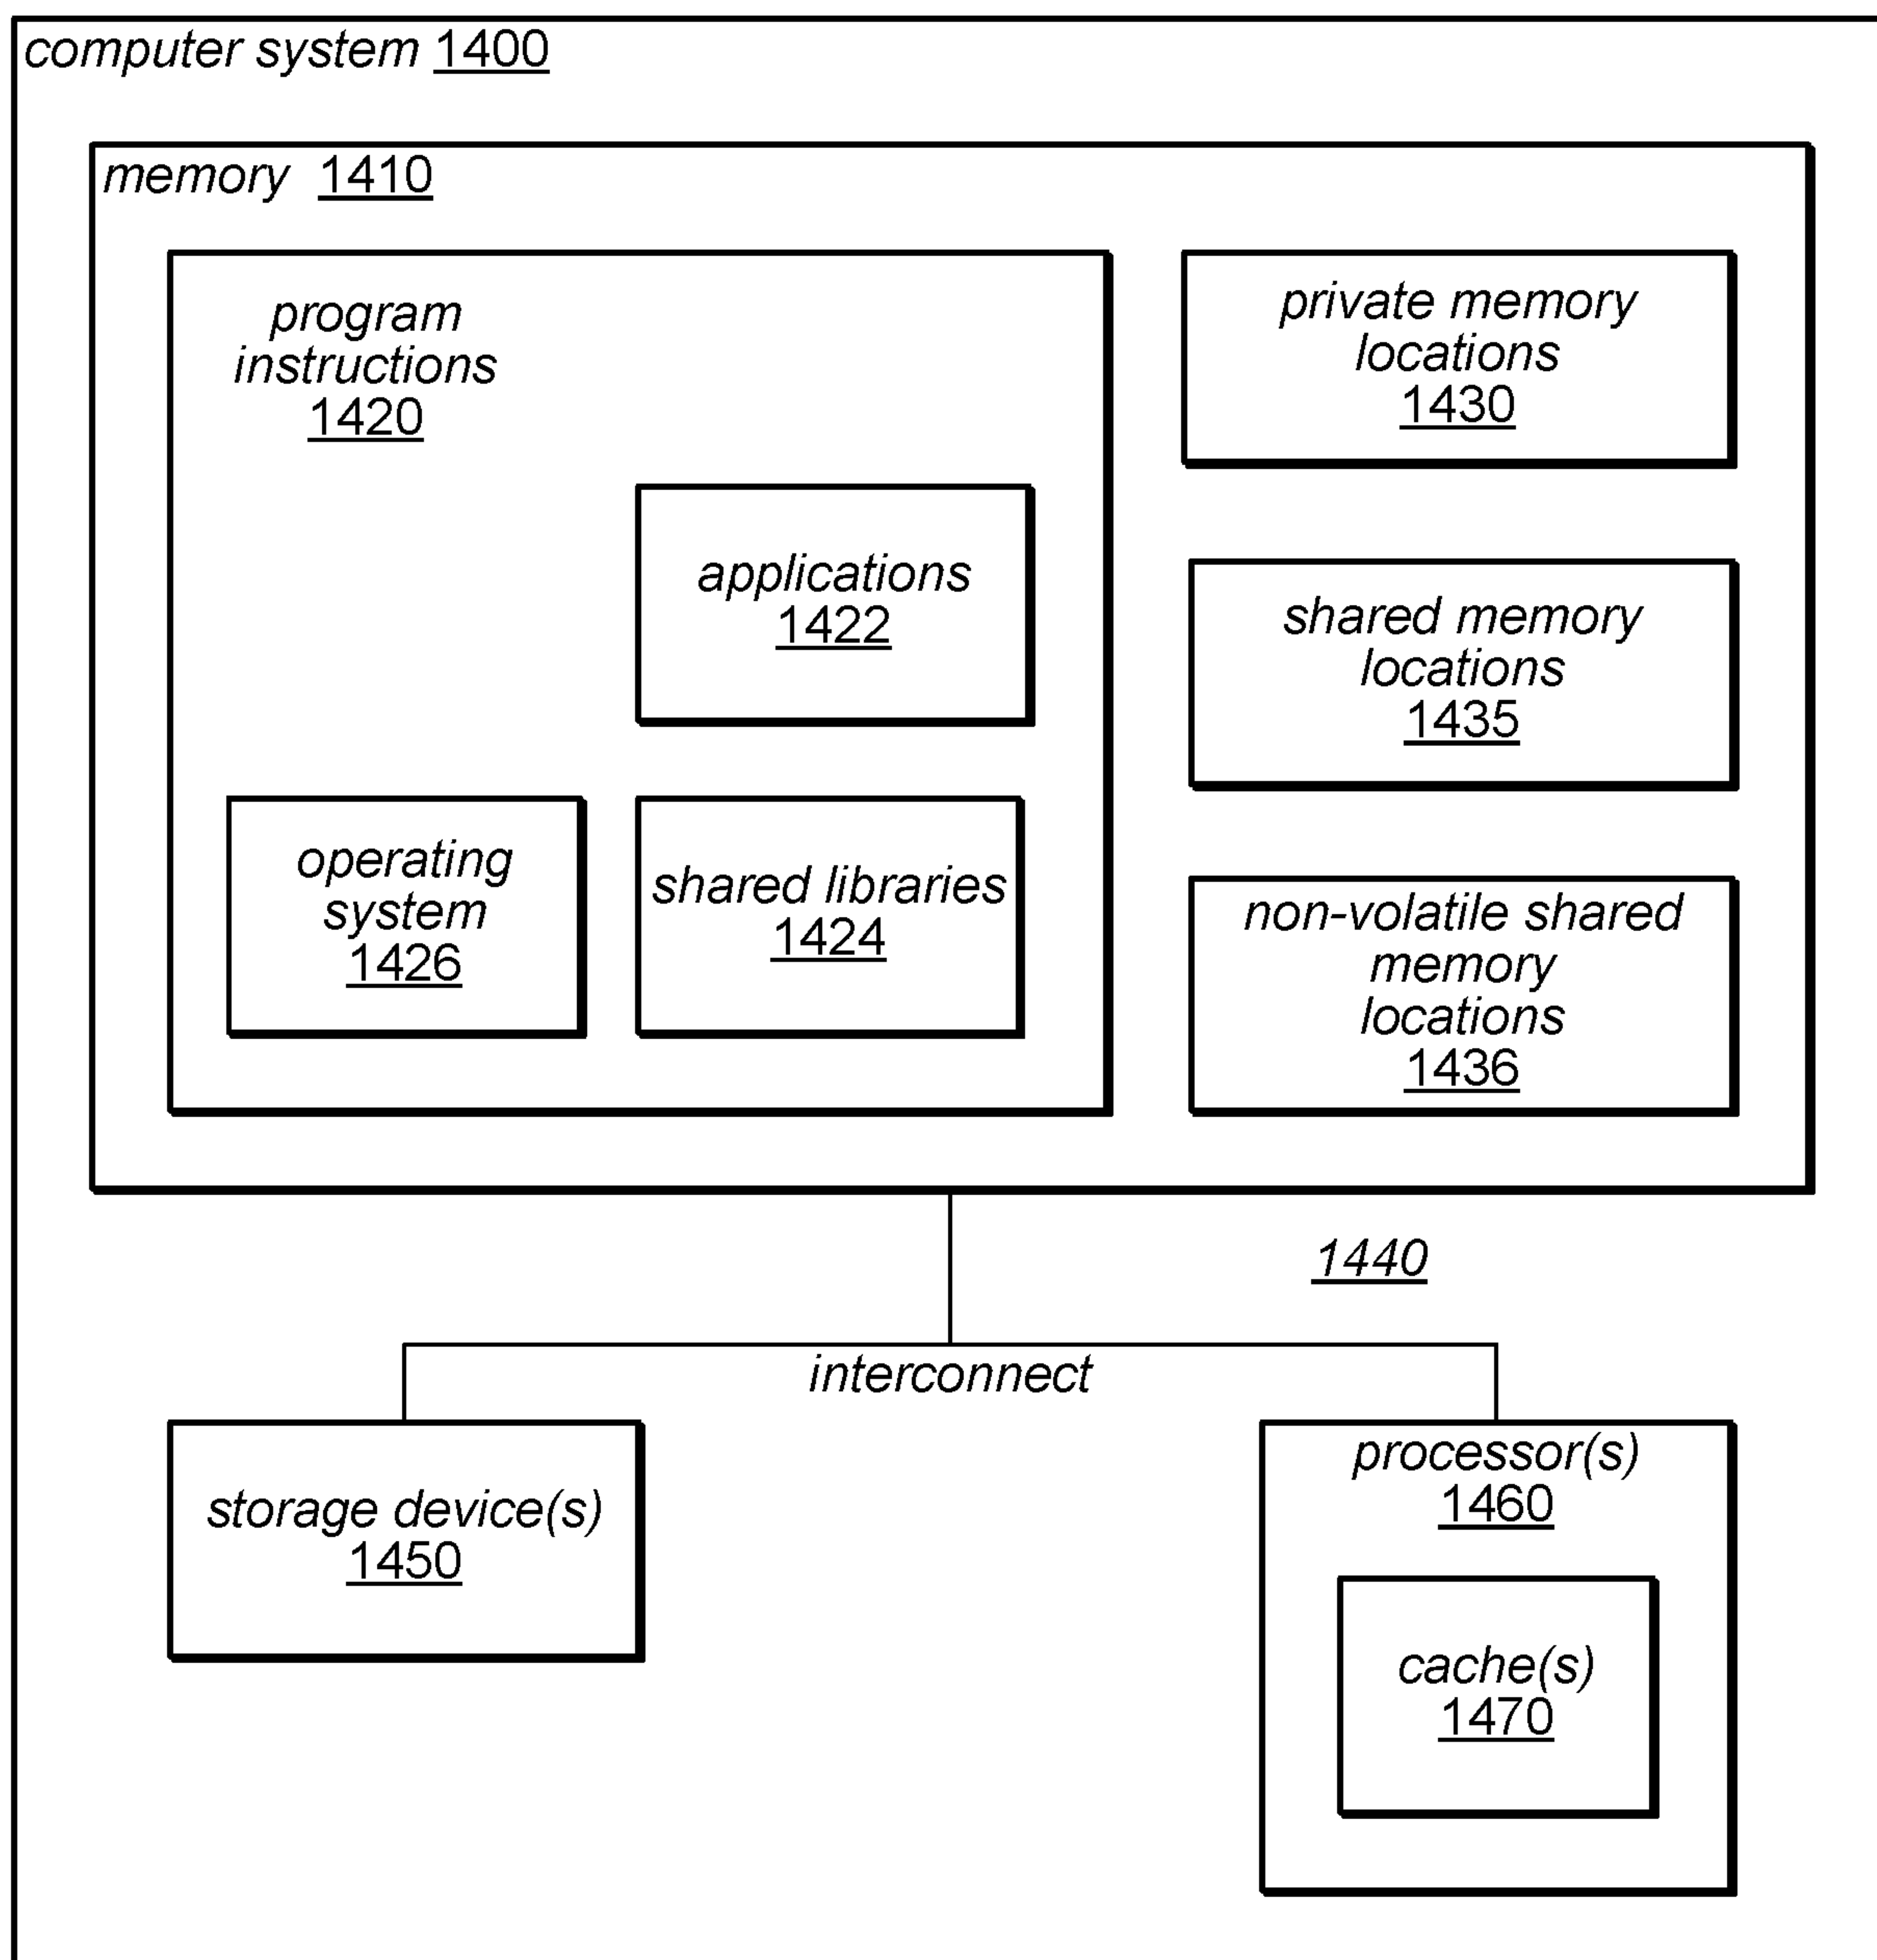 computer system 1400
memory 1410
program
instructions
1420
applications
1422
operating
system
1426
shared libraries
1424
private memory
locations
1430
shared memory
locations
1435
non-volatile shared
memory
locations
1436
1440
interconnect
storage device(s)
1450
processor(s)
1460
cache(s)
1470